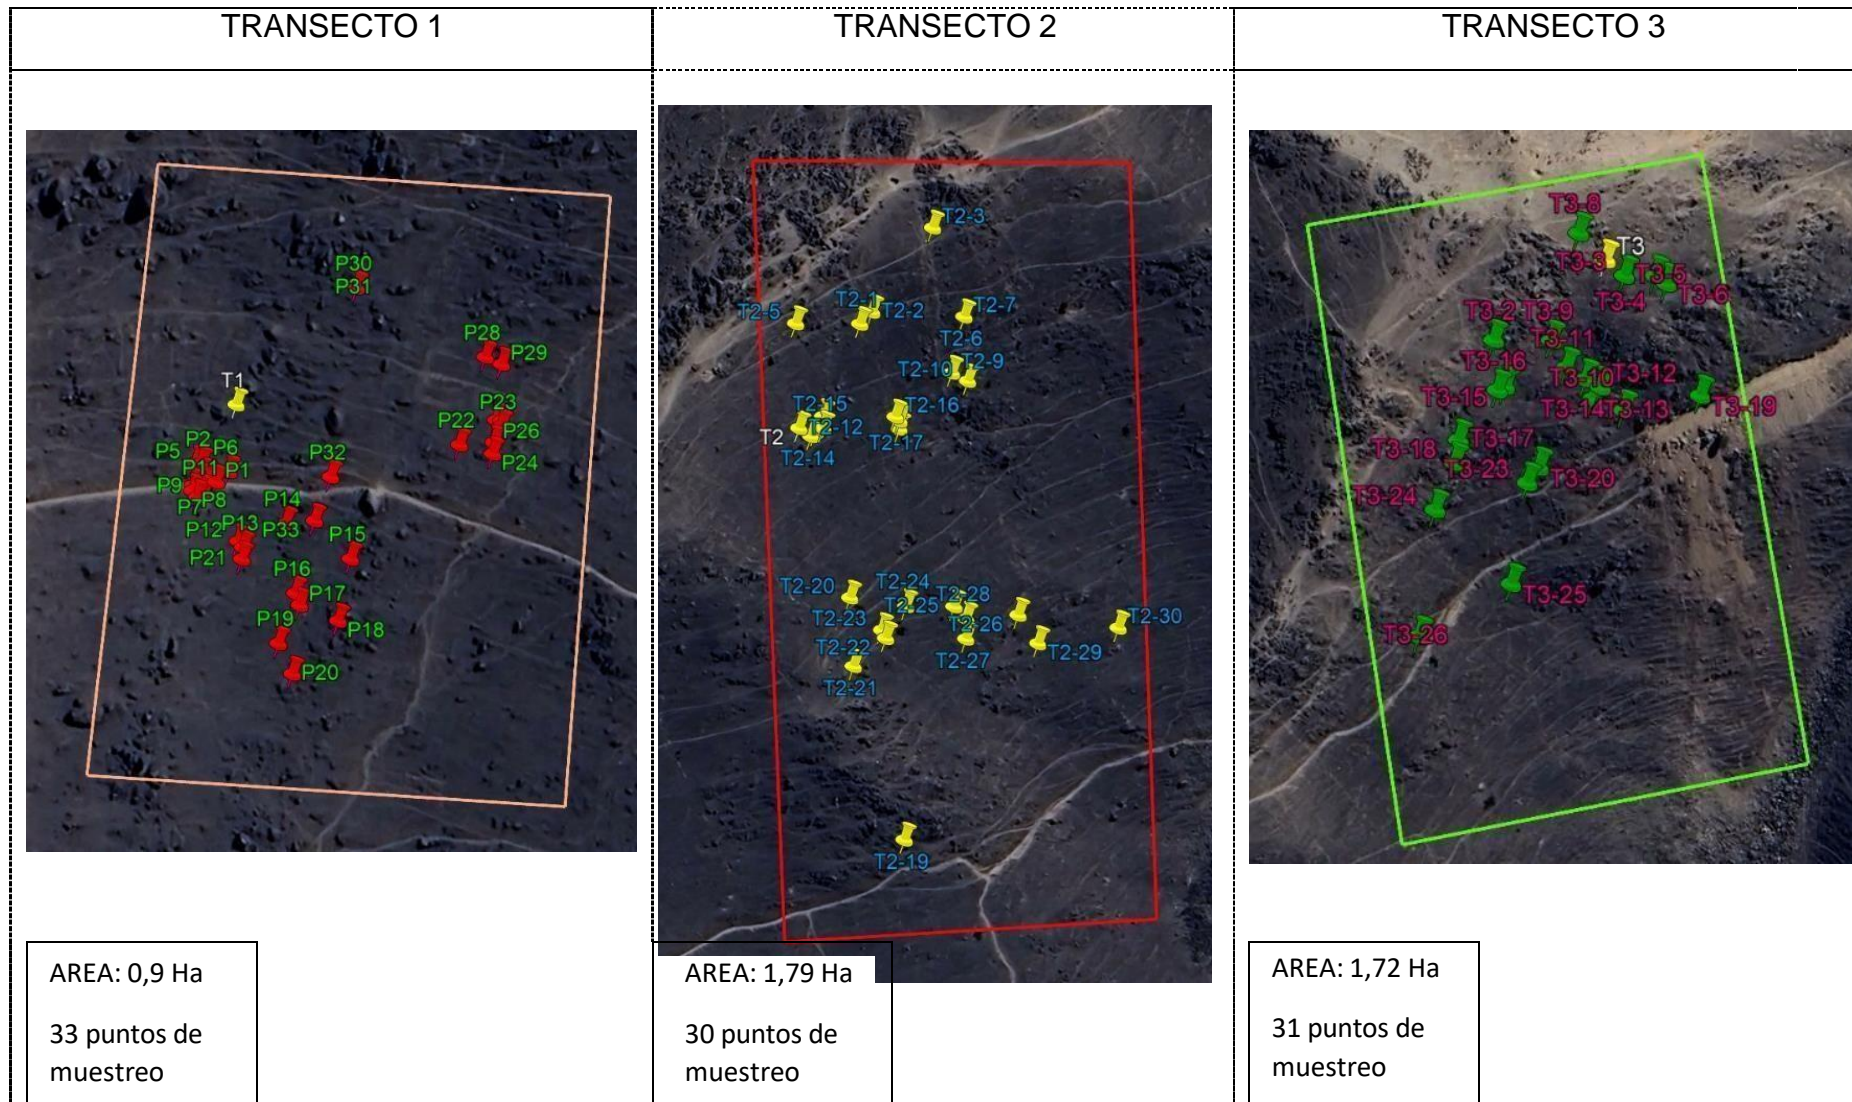 TRANSECTO 1
TRANSECTO 2
TRANSECTO 3
P30
P31
P28
P29
T1
P23
P22
P26
P24
P2
P6
P5
P11
P1
P32
P9
P7
P8
P14
P12
P13
P33
P15
P21
P16
P17
P19
P18
P20
T2-3
T2-1
T2-5
T2-2
T2-7
T2-6
T2-10
T2-9
T2-15
T2-16
T2-12
T2
T2-17
T2-14
T2-24
T2-20
T2-28
T2-25
T2-23
T2-26
T2-30
T2-22
T2-27
T2-29
T2-21
T2-19
T3-8
T3
T3-3
T3-5
T3-6
T3-4
T3-2
T3-9
T3-11
T3-16
T3-10
T3-12
T3-15
T3-14
T3-13
T3-19
T3-17
T3-18
T3-23
T3-20
T3-24
T3-25
T3-26
AREA: 0,9 Ha
33 puntos de
muestreo
AREA: 1,79 Ha
30 puntos de
muestreo
AREA: 1,72 Ha
31 puntos de
muestreo